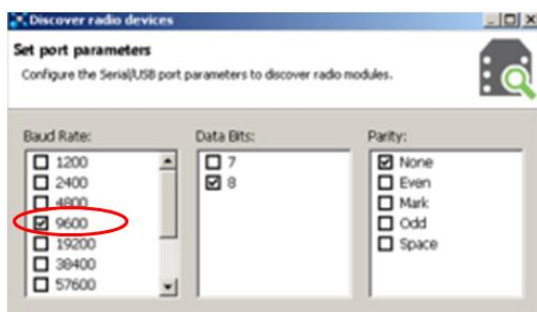 Discover radio devices
Set port parameters
Configure the Serial/USB port parameters to discover radio modules.
Baud Rate:
1200
2400
4800
9600
19200
38400
57600
Data Bits:
7
8
Parity:
None
Even
Mark
Odd
Space